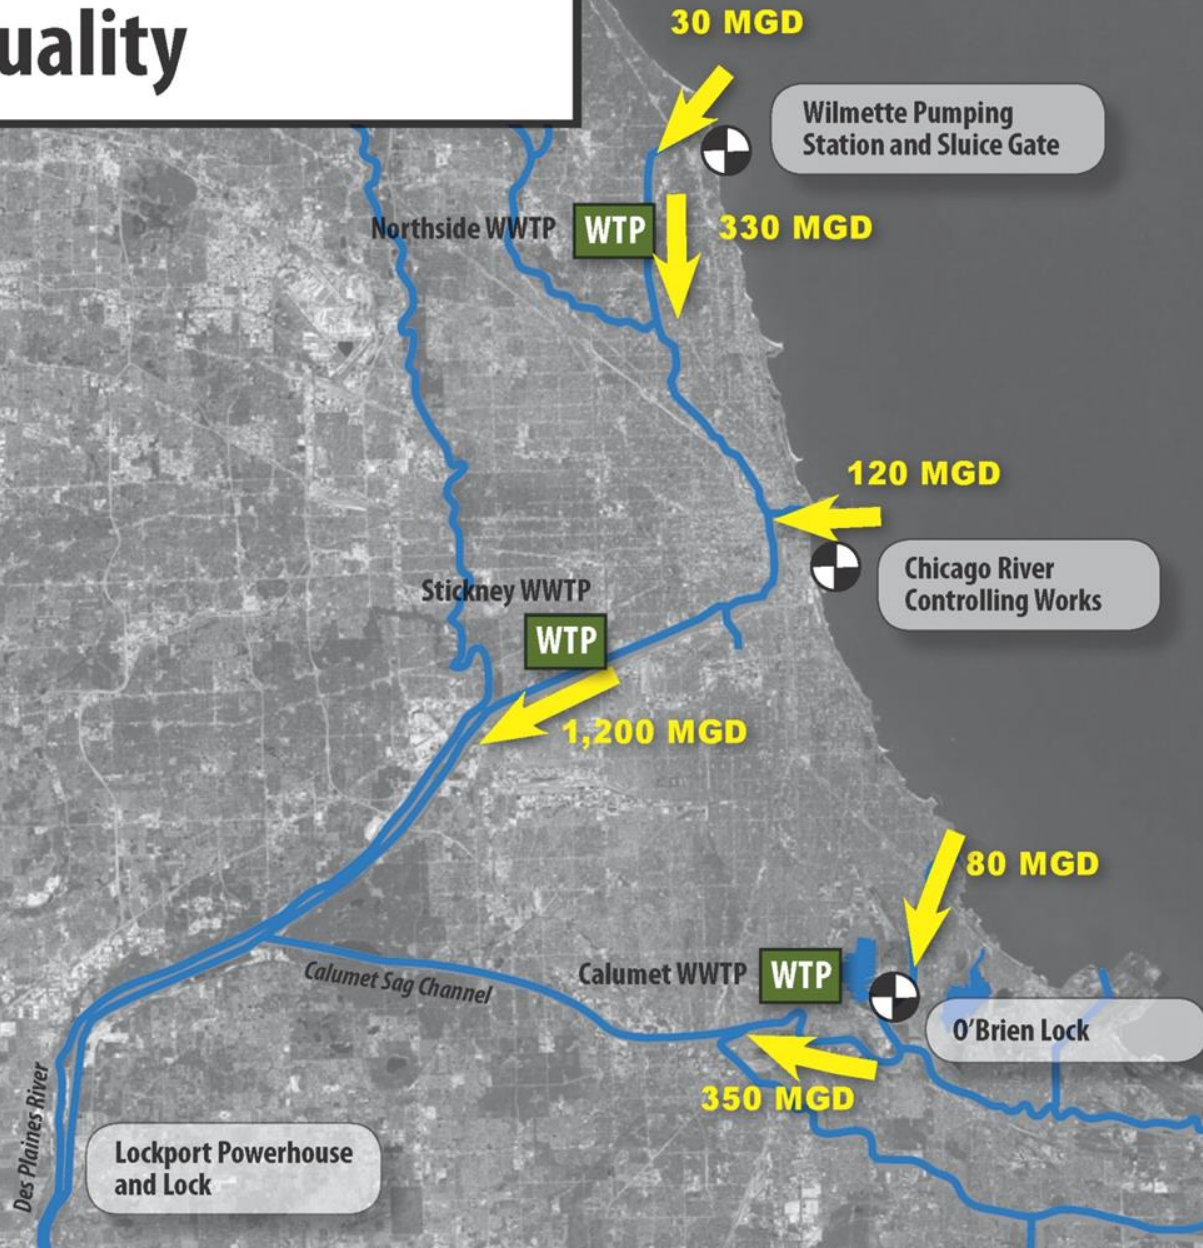 uality
30 MGD
Wilmette Pumping
Station and Sluice Gate
Northside WWTP
WTP
330 MGD
120 MGD
Chicago River
Controlling Works
Stickney WWTP
WTP
1,200 MGD
80 MGD
Calumet WWTP
WTP
Calumet Sag Channel
O'Brien Lock
350 MGD
Des Plaines River
Lockport Powerhouse
and Lock